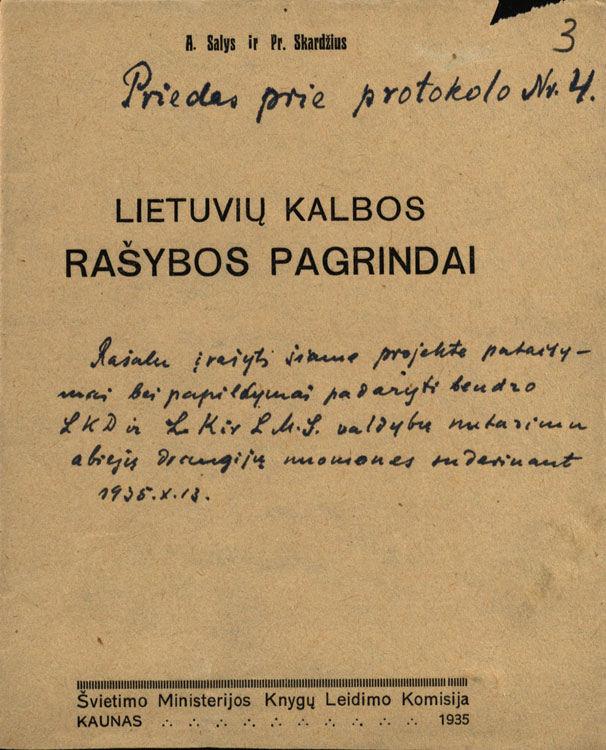 3
A. Salys ir Pr. Skardžius
Priedas prie protokolo Nr. 4.
LIETUVIŲ KALBOS
RAŠYBOS PAGRINDAI
Rašalu įrašyti šiame projekte pataisy-
mai bei papildymai padaryti bendro
LKD ir L. K ir L M. S. valdybų nutarimu
abiejų draugijų nuomones suderinant
1935.X.13.
Švietimo Ministerijos Knygų Leidimo Komisija
KAUNAS 1935